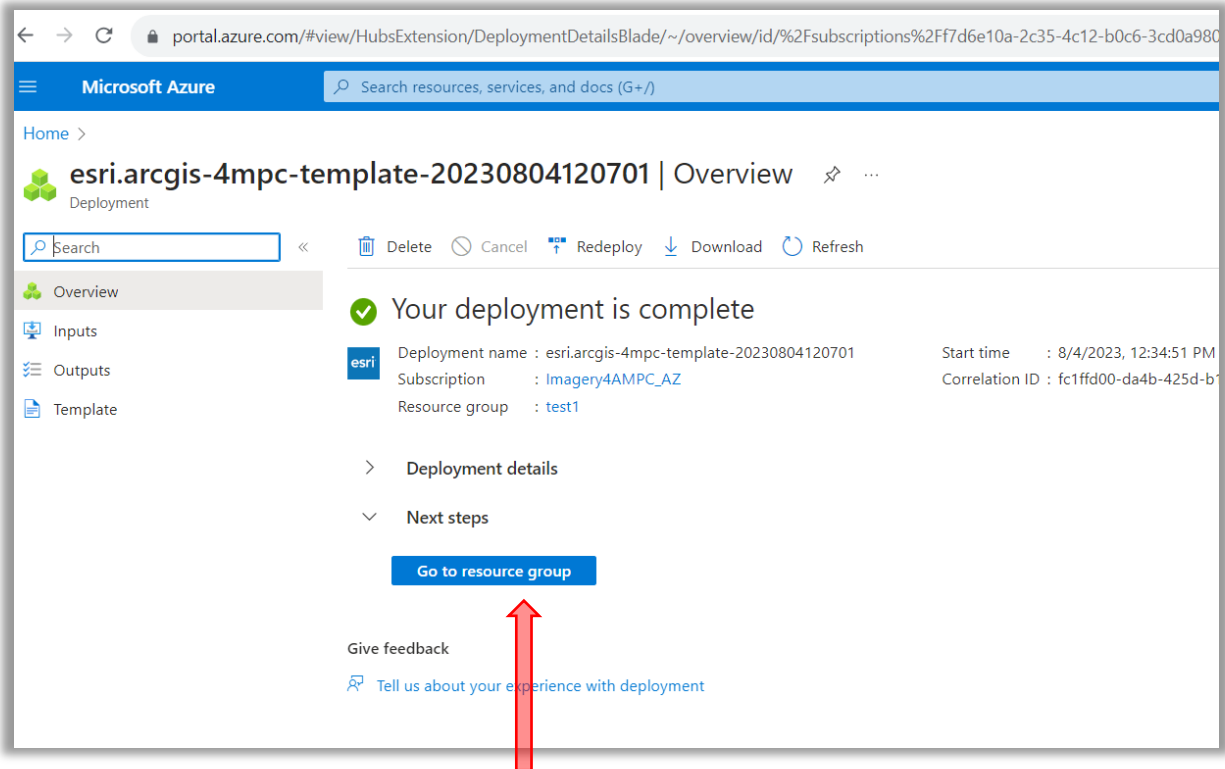 portal.azure.com/#view/HubsExtension/DeploymentDetailsBlade/~/overview/id/%2Fsubscriptions%2Ff7d6e10a-2c35-4c12-b0c6-3cd0a980
Microsoft Azure
Search resources, services, and docs (G+/)
Home >
esri.arcgis-4mpc-template-20230804120701 | Overview ...
Deployment
Search «
Delete Cancel Redeploy Download Refresh
Overview
Inputs
Outputs
Template
Your deployment is complete
esri
Deployment name : esri.arcgis-4mpc-template-20230804120701
Subscription : Imagery4AMPC_AZ
Resource group : test1
Start time : 8/4/2023, 12:34:51 PM
Correlation ID : fc1ffd00-da4b-425d-b1
Deployment details
Next steps
Go to resource group
Give feedback
Tell us about your experience with deployment